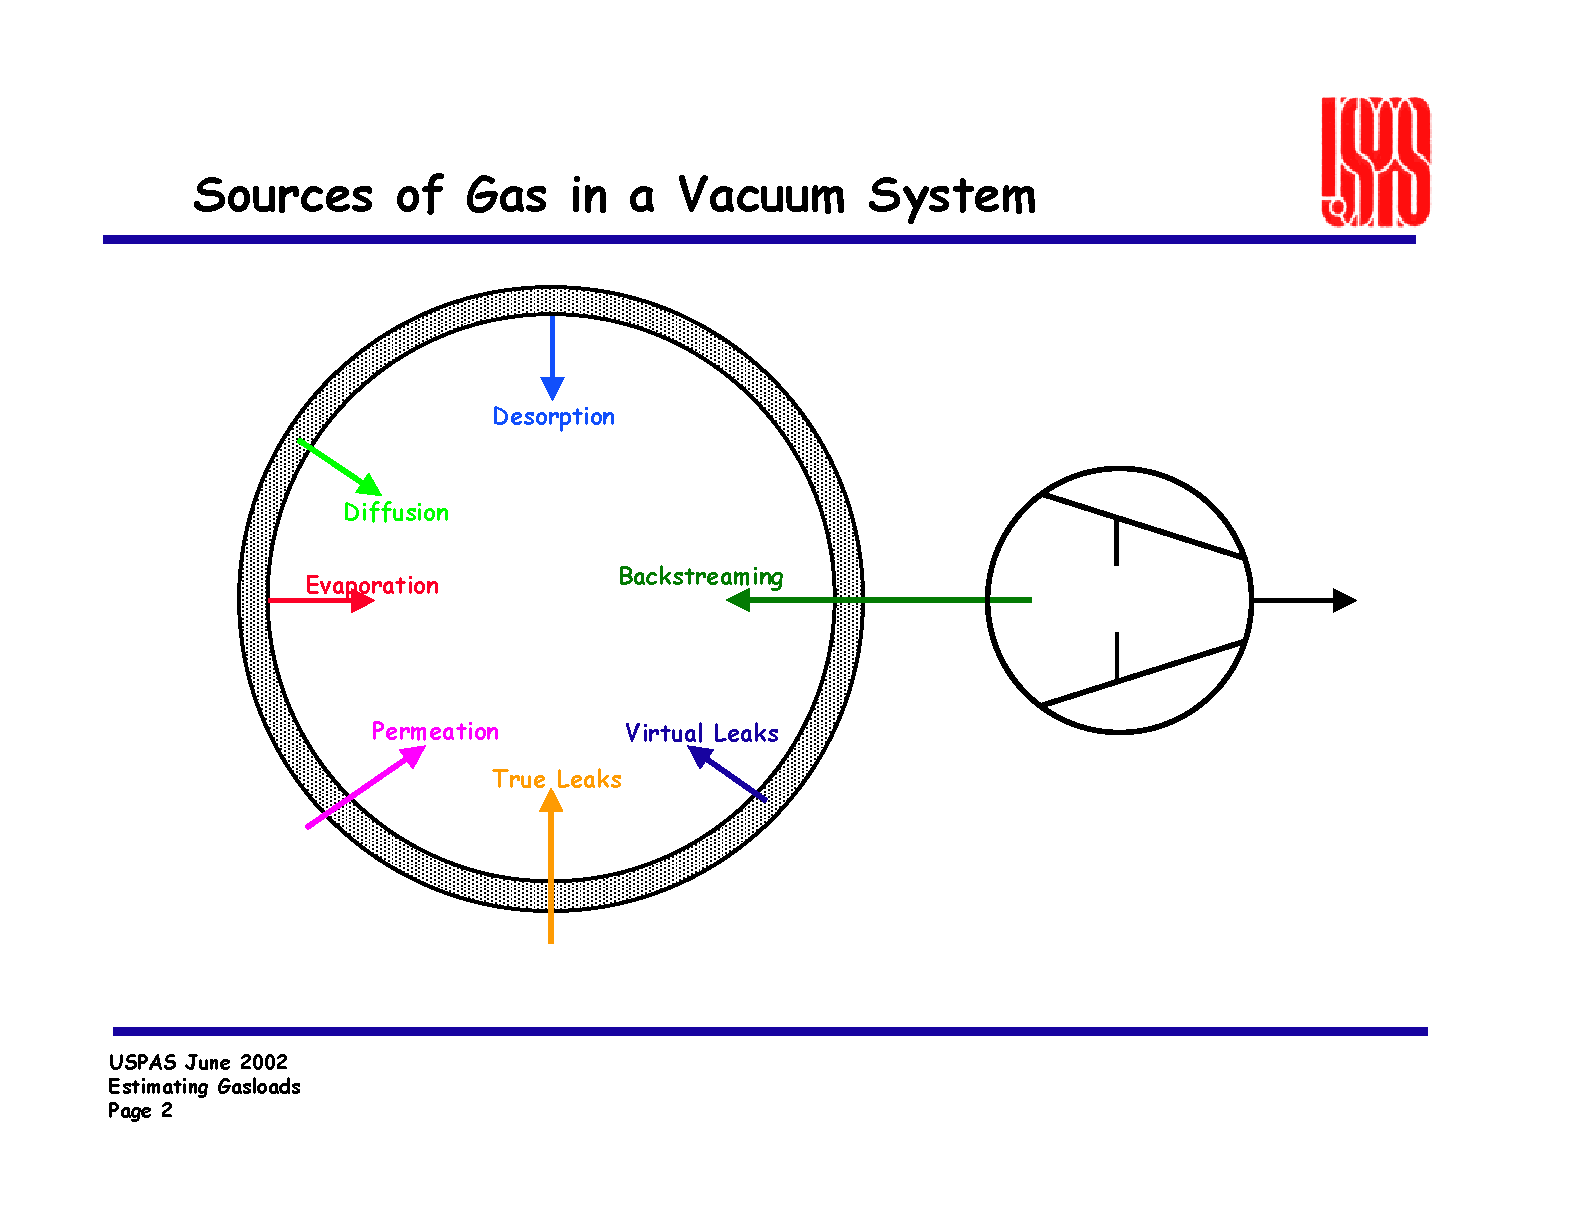 Sources of Gas in a Vacuum System
Desorption
Diffusion
Evaporation
Backstreaming
Permeation
Virtual Leaks
True Leaks
USPAS June 2002
Estimating Gasloads
Page 2